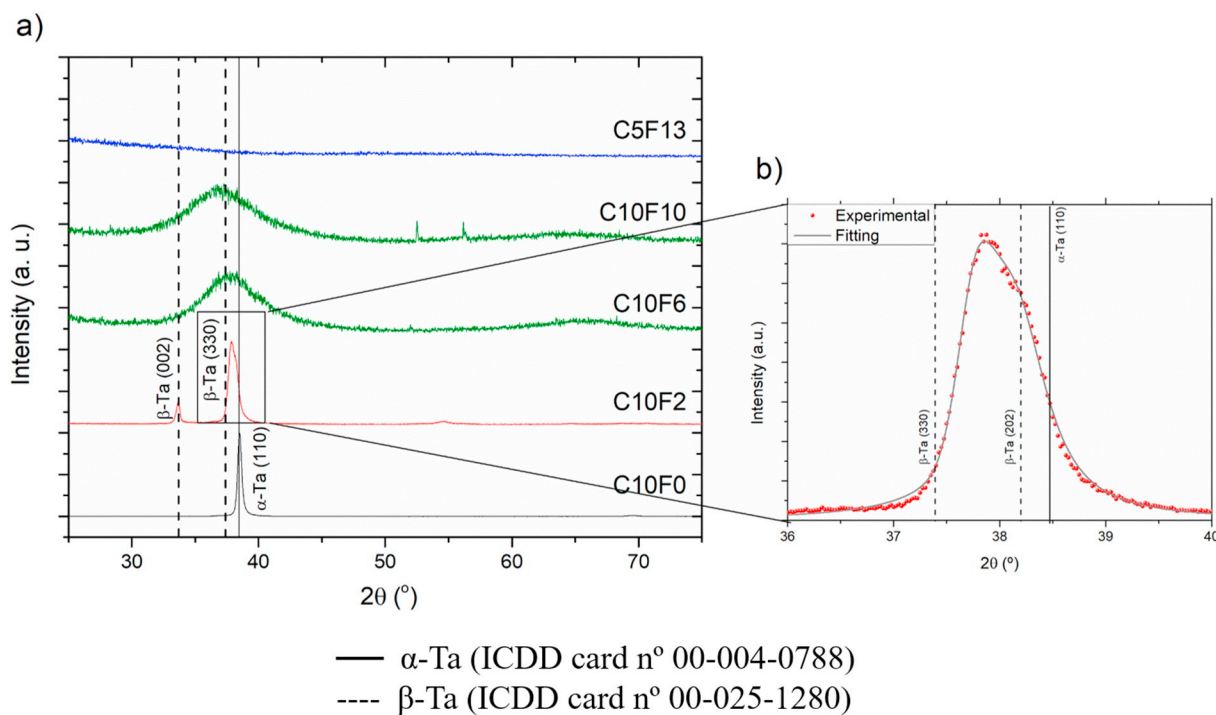 a)
C5F13
C10F10
C10F6
C10F2
C10F0
β-Ta (002)
β-Ta (330)
α-Ta (110)
Intensity (a. u.)
30 40 50 60 70
2θ (°)
b)
Experimental
Fitting
β-Ta (330)
β-Ta (202)
α-Ta (110)
Intensity (a.u.)
36 37 38 39 40
2θ (º)
α-Ta (ICDD card nº 00-004-0788)
β-Ta (ICDD card nº 00-025-1280)